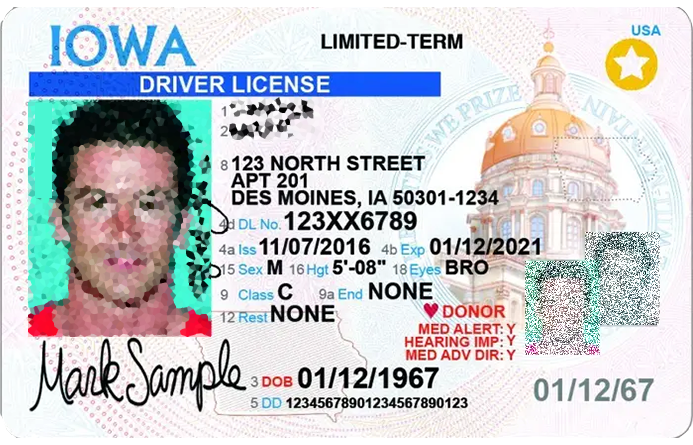 IOWA
LIMITED-TERM
USA
DRIVER LICENSE
1
2
8 123 NORTH STREET
APT 201
DES MOINES, IA 50301-1234
4d DL No. 123XX6789
4a Iss 11/07/2016 4b Exp 01/12/2021
15 Sex M 16 Hgt 5'-08" 18 Eyes BRO
9 Class C 9a End NONE
12 Rest NONE
DONOR
MED ALERT: Y
HEARING IMP: Y
MED ADV DIR: Y
Mark Sample
3 DOB 01/12/1967
01/12/67
5 DD 12345678901234567890123
WE PRIZE